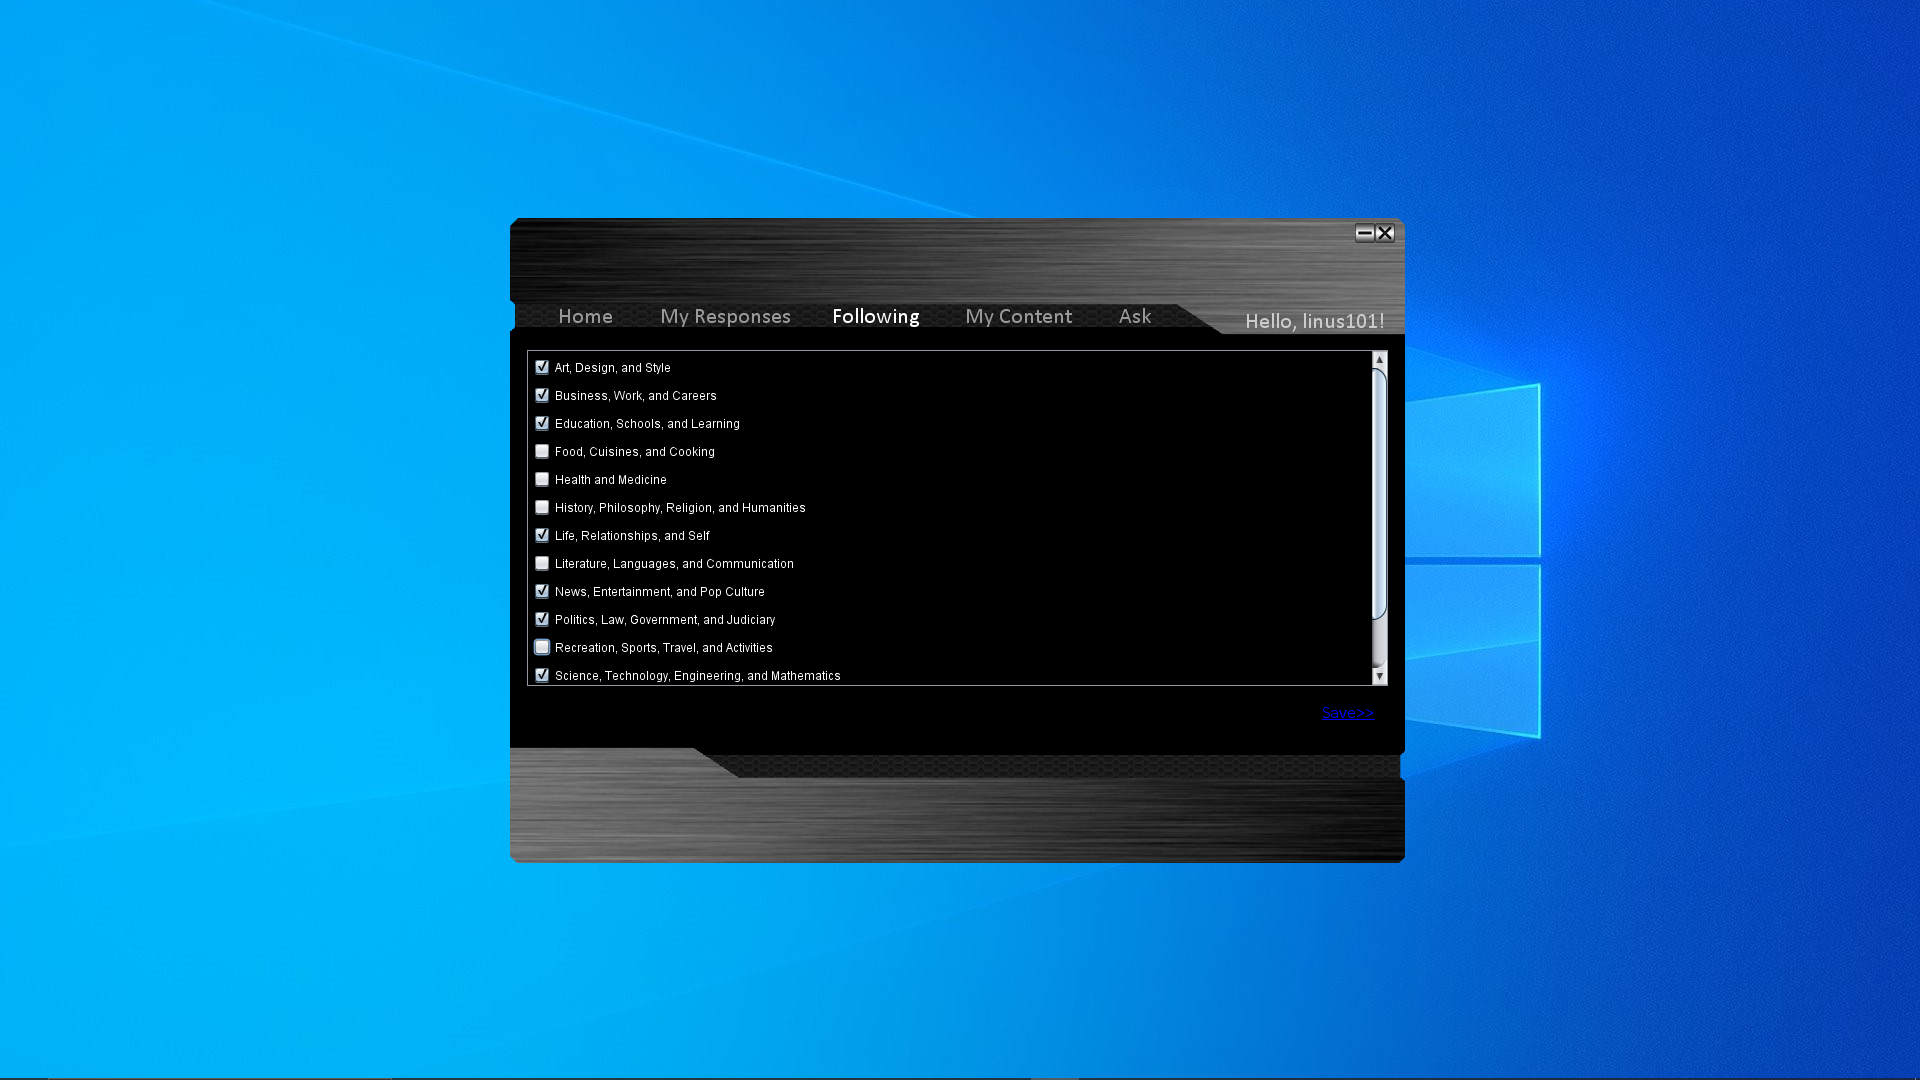 Home My Responses Following My Content Ask
Hello, linus101!
Art, Design, and Style
Business, Work, and Careers
Education, Schools, and Learning
Food, Cuisines, and Cooking
Health and Medicine
History, Philosophy, Religion, and Humanities
Life, Relationships, and Self
Literature, Languages, and Communication
News, Entertainment, and Pop Culture
Politics, Law, Government, and Judiciary
Recreation, Sports, Travel, and Activities
Science, Technology, Engineering, and Mathematics
Save>>